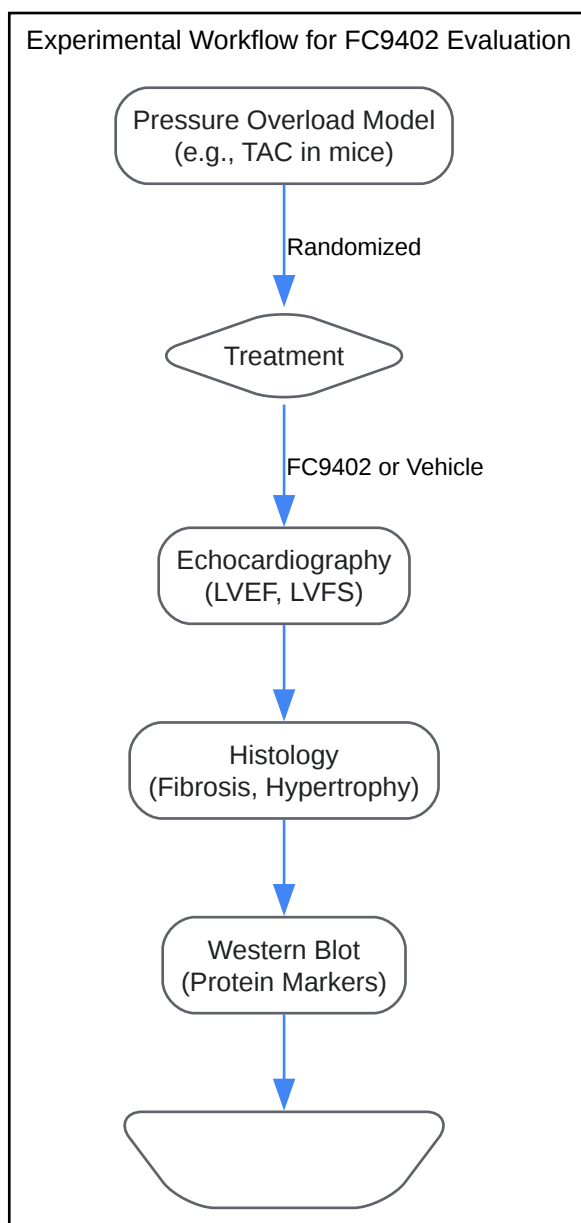 Experimental Workflow for FC9402 Evaluation
Pressure Overload Model
(e.g., TAC in mice)
Randomized
Treatment
FC9402 or Vehicle
Echocardiography
(LVEF, LVFS)
Histology
(Fibrosis, Hypertrophy)
Western Blot
(Protein Markers)